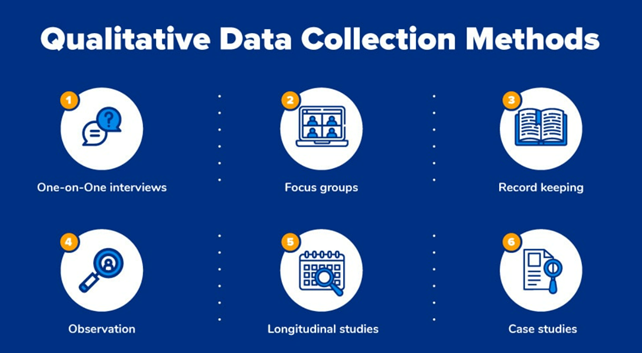 Qualitative Data Collection Methods
1
2
3
?
One-on-One interviews
Focus groups
Record keeping
4
5
6
Observation
Longitudinal studies
Case studies